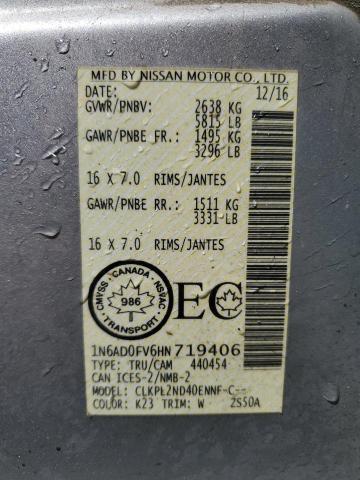 MFD BY NISSAN MOTOR CO., LTD.
DATE: 12/16
GVWR/PNBV: 2638 KG
5815 LB
GAWR/PNBE FR.: 1495 KG
3296 LB
16 X 7.0 RIMS/JANTES
GAWR/PNBE RR.: 1511 KG
3331 LB
16 X 7.0 RIMS/JANTES
CANADA
CMVSS NSVAC
986
TRANSPORT
EC
1N6AD0FV6HN719406
TYPE: TRU/CAM 440454
CAN ICES-2/NMB-2
MODEL: CLKPL2ND40ENNF-C--
COLOR: K23 TRIM: W 2S50A